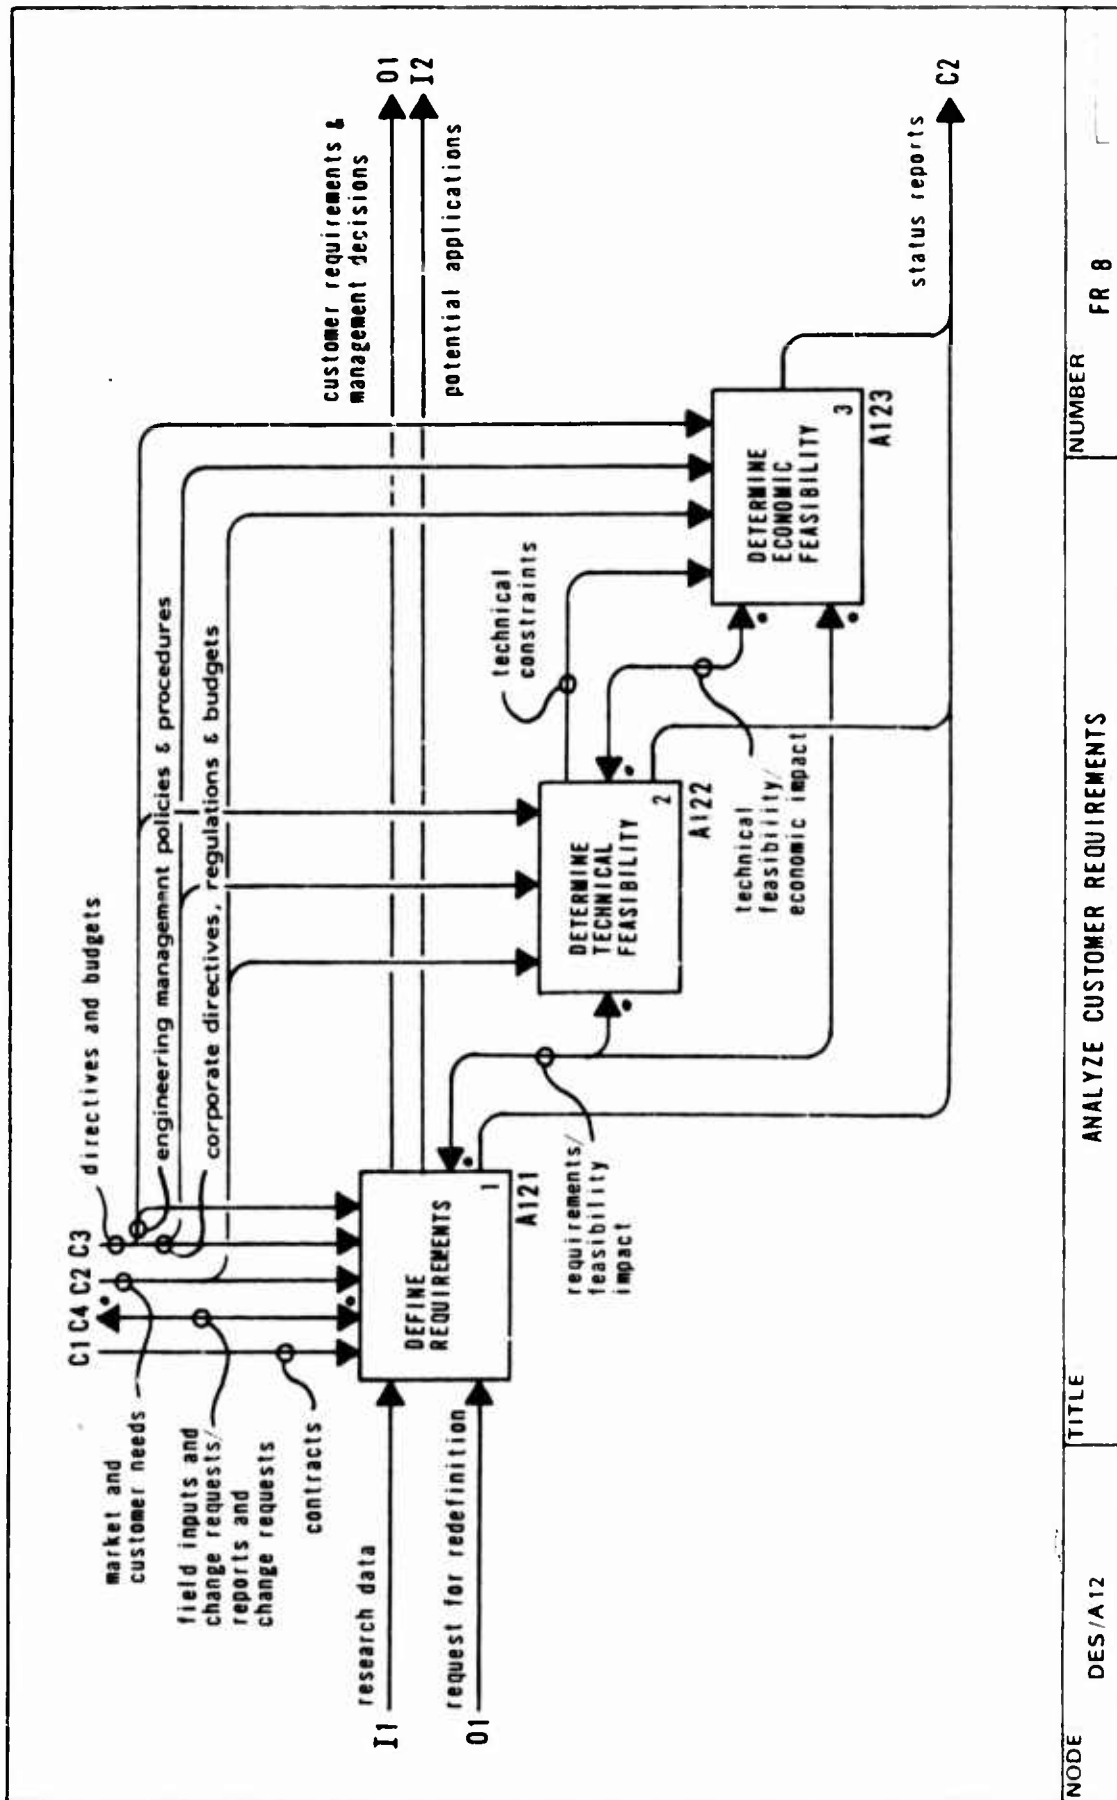 C1 C4 C2 C3
directives and budgets
engineering management policies & procedures
corporate directives, regulations & budgets
market and
customer needs
field inputs and
change requests/
reports and
change requests
contracts
I1
research data
O1
request for redefinition
DEFINE
REQUIREMENTS
1
A121
requirements/
feasibility
impact
DETERMINE
TECHNICAL
FEASIBILITY
2
A122
technical
constraints
technical
feasibility/
economic impact
DETERMINE
ECONOMIC
FEASIBILITY
3
A123
customer requirements &
management decisions
O1
I2
potential applications
status reports
C2
NODE
DES/A12
TITLE
ANALYZE CUSTOMER REQUIREMENTS
NUMBER
FR 8